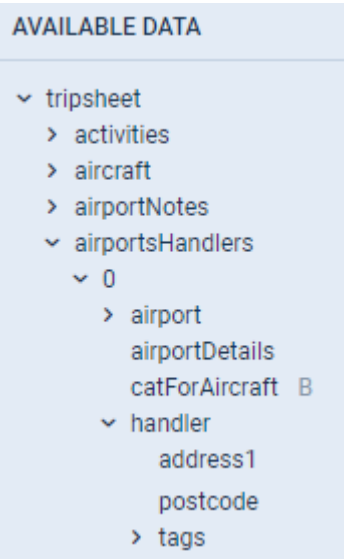 AVAILABLE DATA
tripsheet
activities
aircraft
airportNotes
airportsHandlers
0
airport
airportDetails
catForAircraft B
handler
address1
postcode
tags